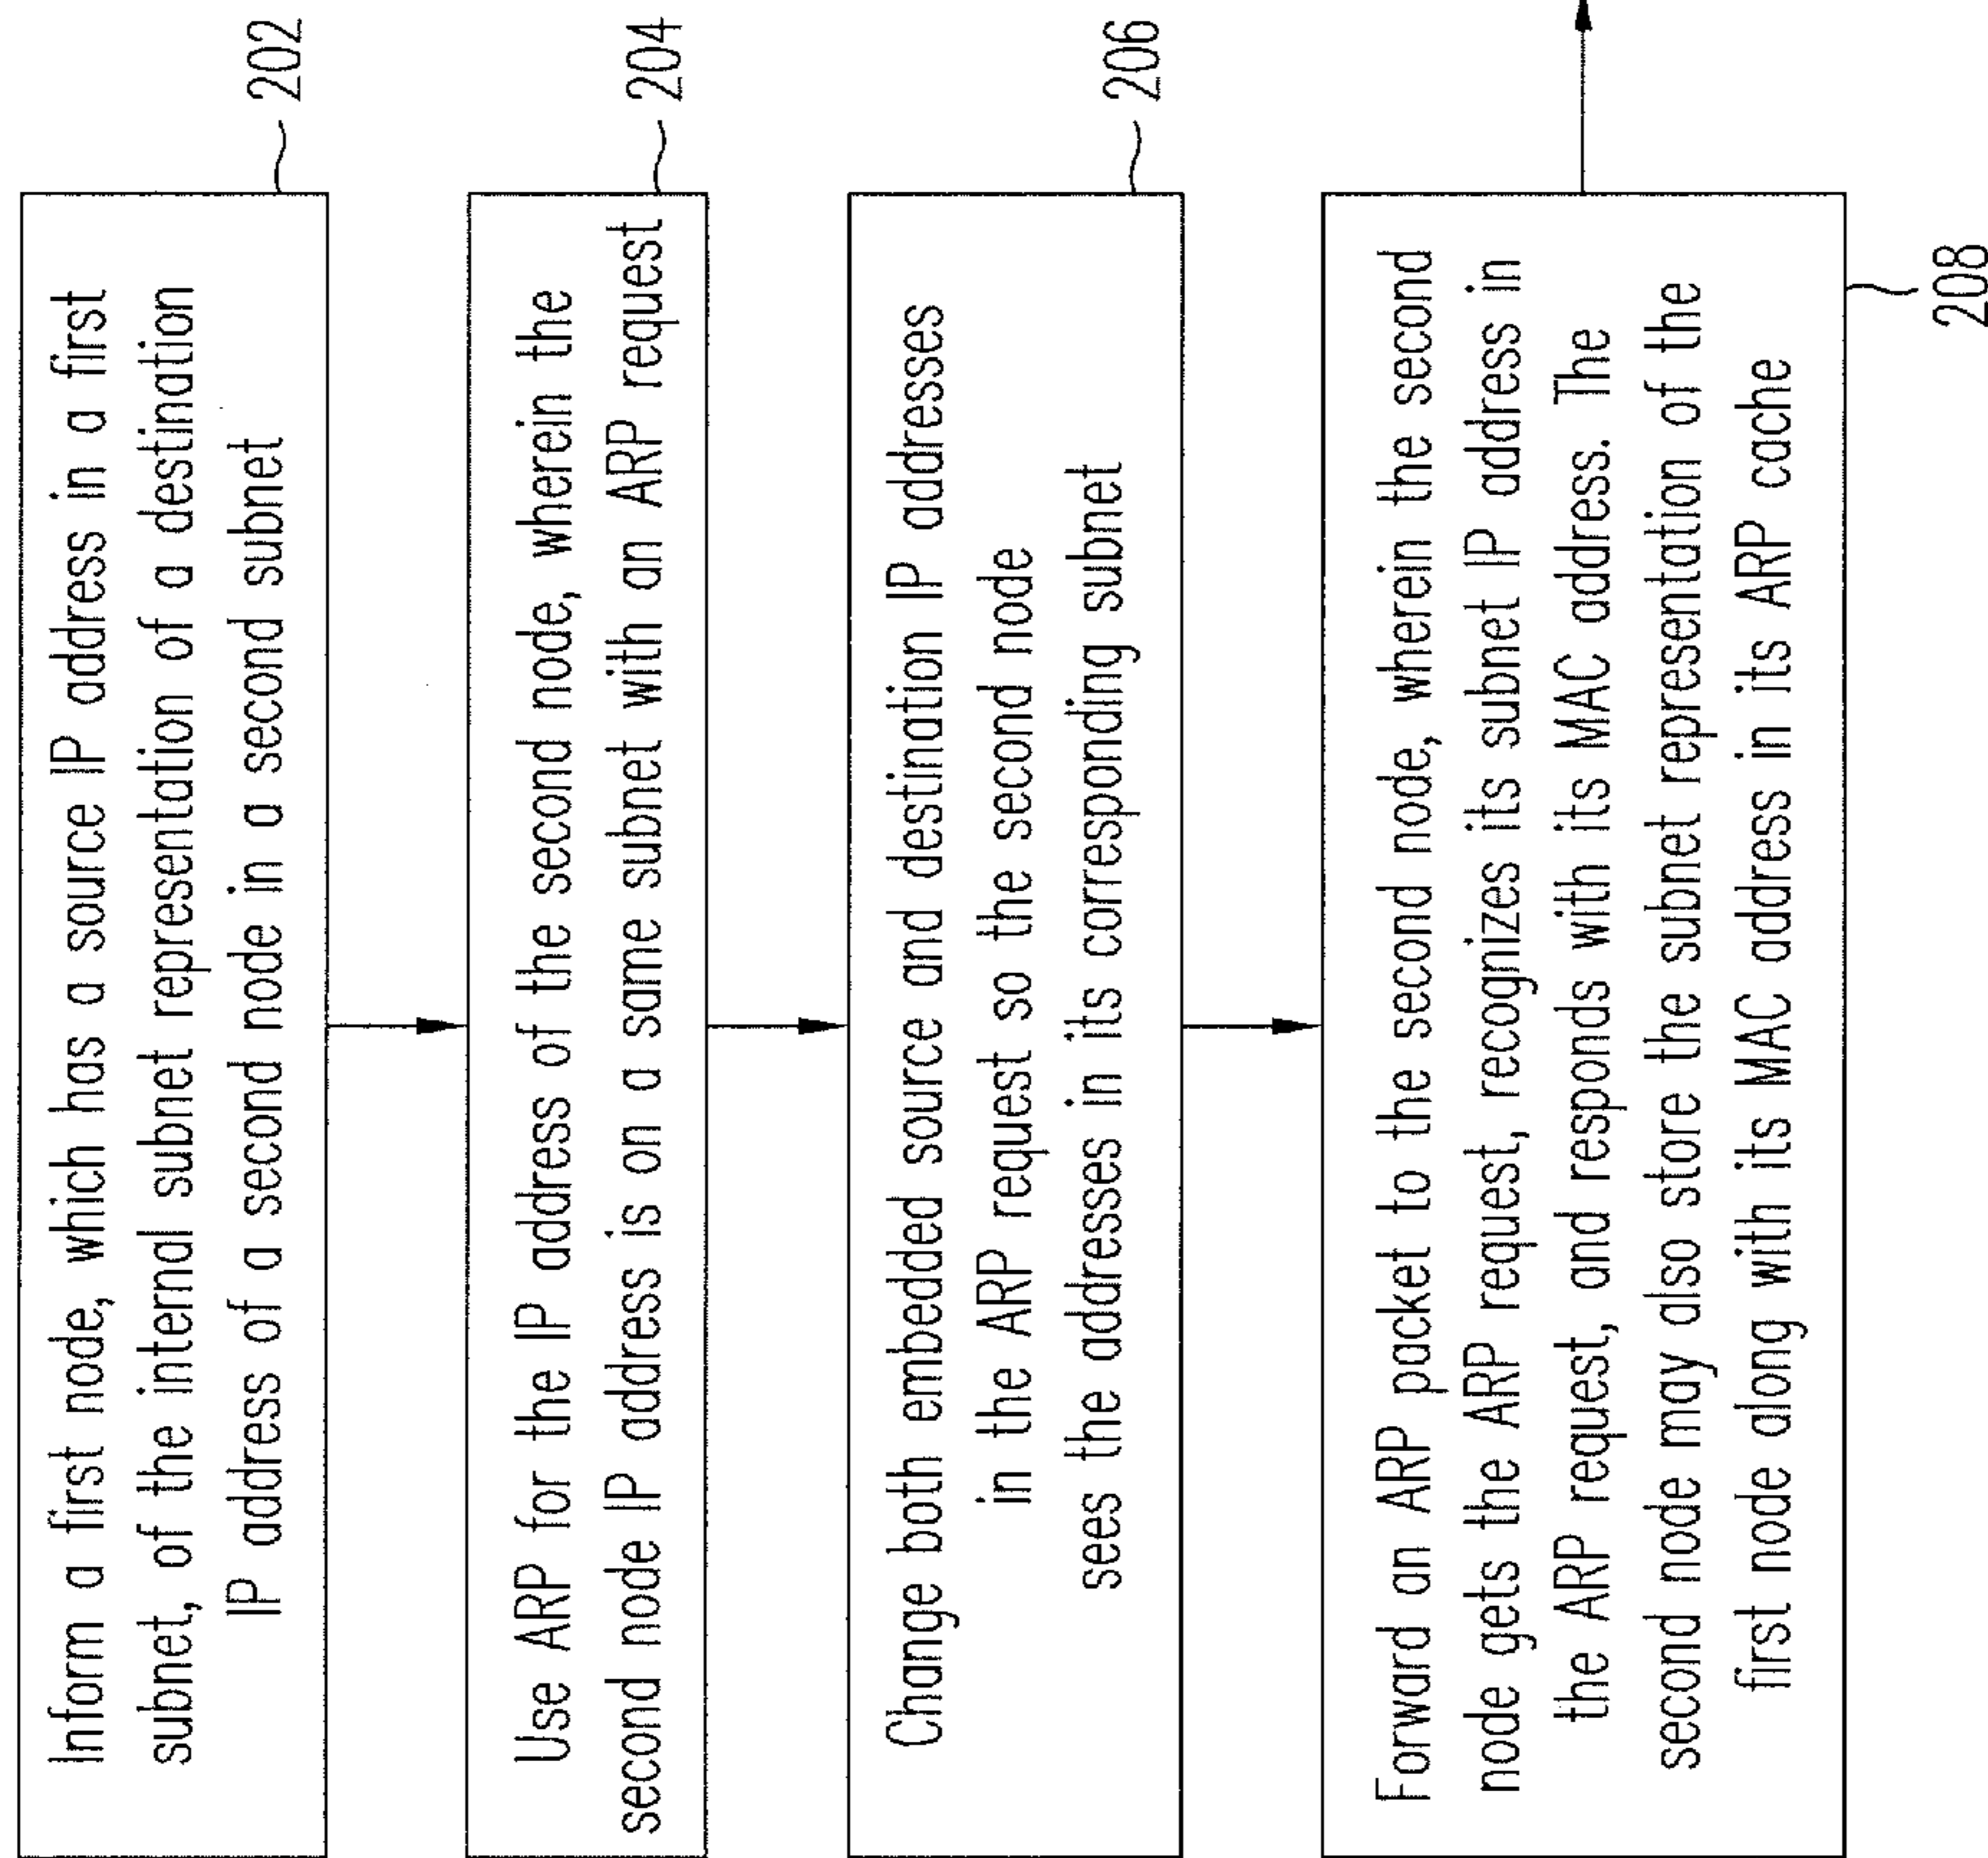 Inform a first node, which has a source IP address in a first
subnet, of the internal subnet representation of a destination
IP address of a second node in a second subnet
202
Use ARP for the IP address of the second node, wherein the
second node IP address is on a same subnet with an ARP request
204
Change both embedded source and destination IP addresses
in the ARP request so the second node
sees the addresses in its corresponding subnet
206
Forward an ARP packet to the second node, wherein the second
node gets the ARP request, recognizes its subnet IP address in
the ARP request, and responds with its MAC address. The
second node may also store the subnet representation of the
first node along with its MAC address in its ARP cache
208